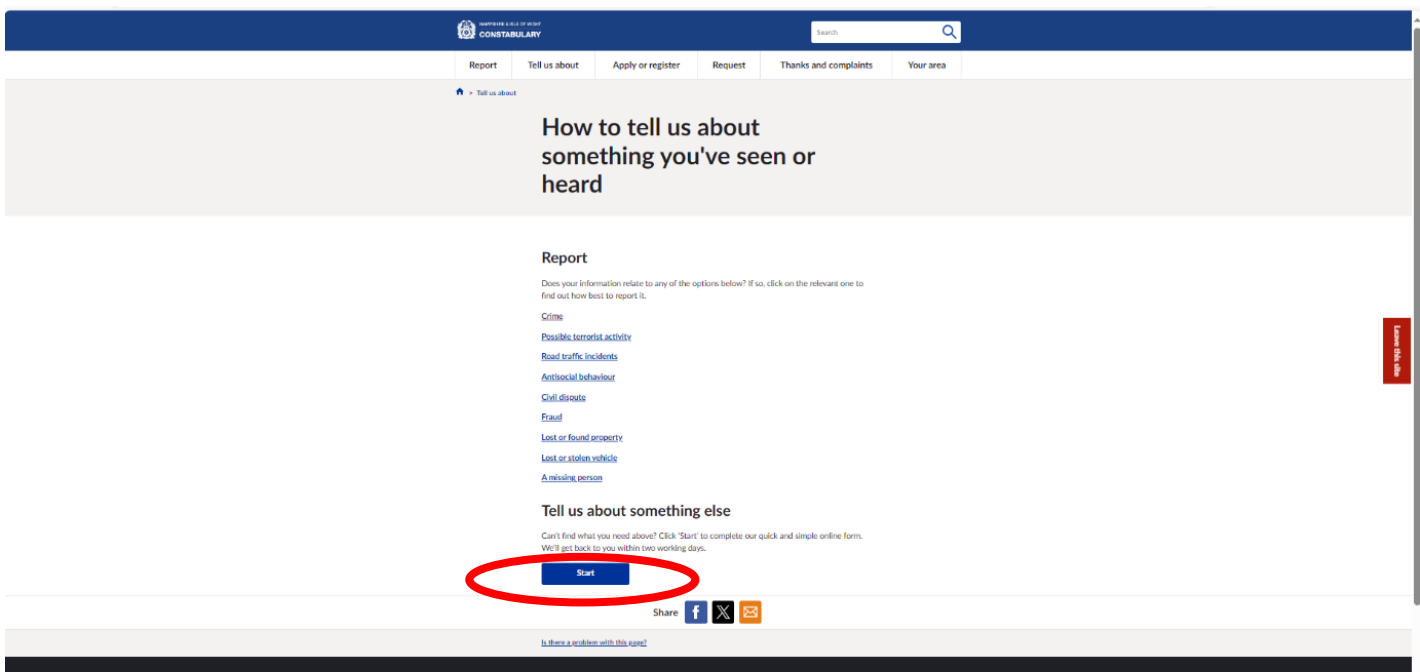 HAMPSHIRE & ISLE OF WIGHT
CONSTABULARY
Search
Report
Tell us about
Apply or register
Request
Thanks and complaints
Your area
> Tell us about
How to tell us about
something you've seen or
heard
Report
Does your information relate to any of the options below? If so, click on the relevant one to
find out how best to report it.
Crime
Possible terrorist activity
Road traffic incidents
Antisocial behaviour
Civil dispute
Fraud
Lost or found property
Lost or stolen vehicle
A missing person
Leave this site
Tell us about something else
Can't find what you need above? Click 'Start' to complete our quick and simple online form.
We'll get back to you within two working days.
Start
Share
Is there a problem with this page?